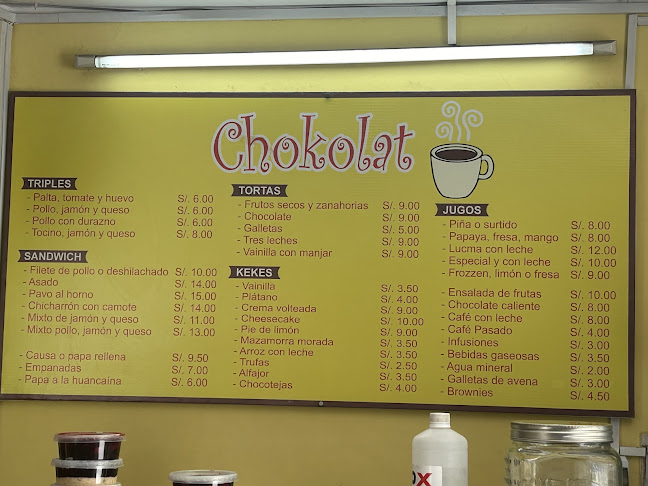 Chokolat
TRIPLES
- Palta, tomate y huevo S/. 6.00
- Pollo, jamón y queso S/. 6.00
- Pollo con durazno S/. 6.00
- Tocino, jamón y queso S/. 8.00
SANDWICH
- Filete de pollo o deshilachado S/. 10.00
- Asado S/. 14.00
- Pavo al horno S/. 15.00
- Chicharrón con camote S/. 14.00
- Mixto de jamón y queso S/. 11.00
- Mixto pollo, jamón y queso S/. 13.00
- Causa o papa rellena S/. 9.50
- Empanadas S/. 7.00
- Papa a la huancaína S/. 6.00
TORTAS
- Frutos secos y zanahorias S/. 9.00
- Chocolate S/. 9.00
- Galletas S/. 5.00
- Tres leches S/. 9.00
- Vainilla con manjar S/. 9.00
KEKES
- Vainilla S/. 3.50
- Plátano S/. 4.00
- Crema volteada S/. 9.00
- Cheesecake S/. 10.00
- Pie de limón S/. 9.00
- Mazamorra morada S/. 3.50
- Arroz con leche S/. 3.50
- Trufas S/. 2.50
- Alfajor S/. 3.50
- Chocotejas S/. 4.00
JUGOS
- Piña o surtido S/. 8.00
- Papaya, fresa, mango S/. 8.00
- Lucma con leche S/. 12.00
- Especial y con leche S/. 10.00
- Frozzen, limón o fresa S/. 9.00
- Ensalada de frutas S/. 10.00
- Chocolate caliente S/. 8.00
- Café con leche S/. 8.00
- Café Pasado S/. 4.00
- Infusiones S/. 3.00
- Bebidas gaseosas S/. 3.50
- Agua mineral S/. 2.00
- Galletas de avena S/. 3.00
- Brownies S/. 4.50